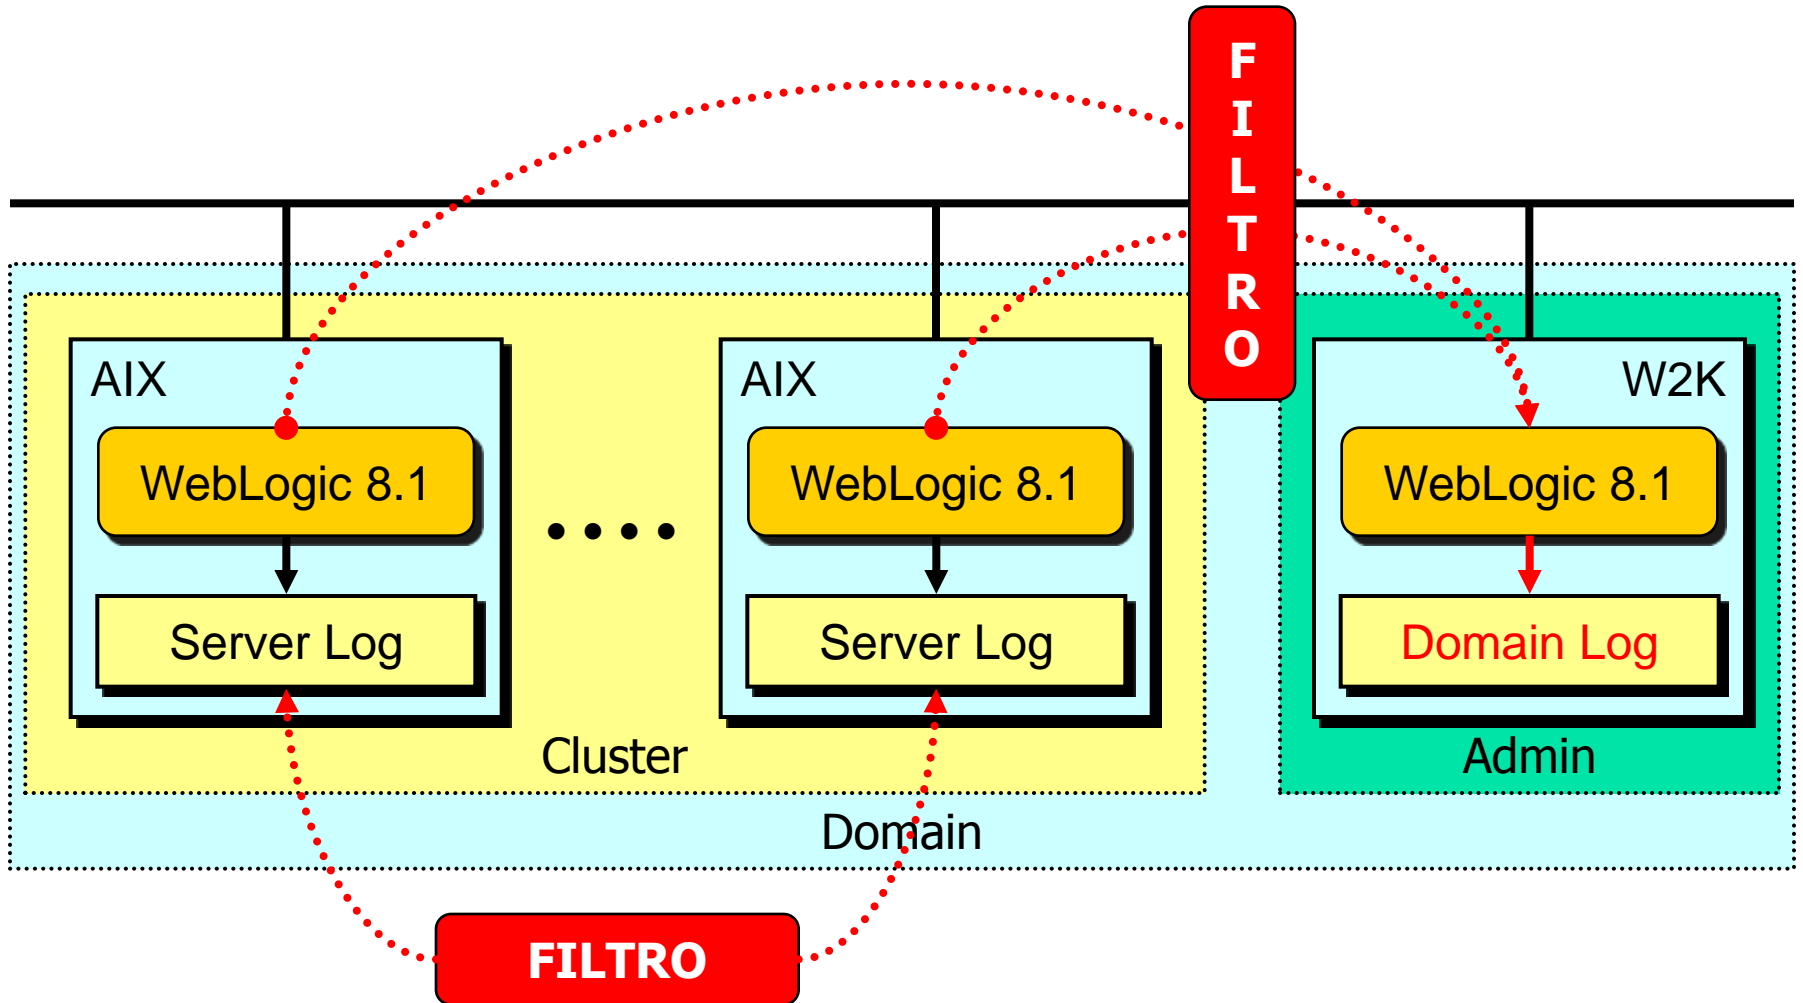 F
I
L
T
R
O
AIX
AIX
W2K
WebLogic 8.1
WebLogic 8.1
WebLogic 8.1
Server Log
Server Log
Domain Log
Cluster
Admin
Domain
FILTRO